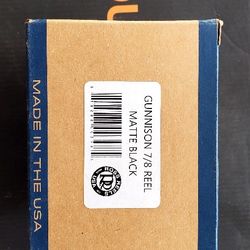 MADE IN THE USA
GUNNISON 7/8 REEL
MATTE BLACK